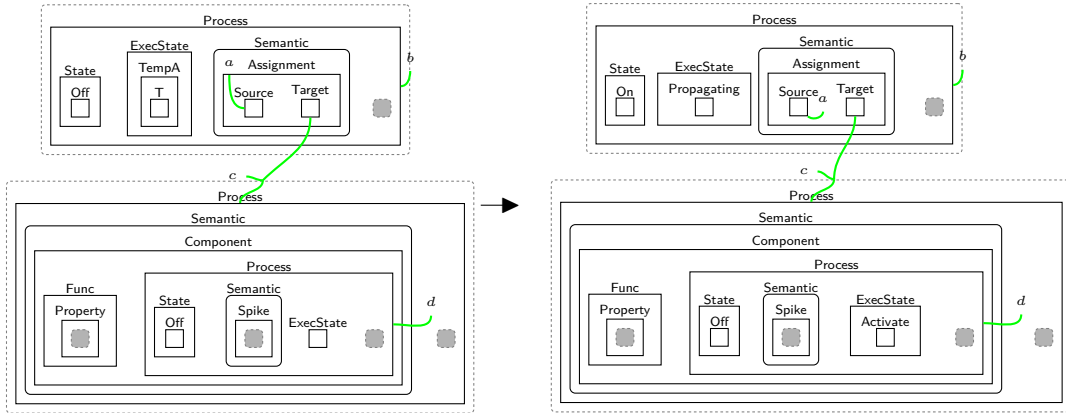 Process
ExecState
Semantic
State
TempA
a
Assignment
b
Off
T
Source
Target
c
Process
Semantic
Component
Process
Func
State
Semantic
d
Property
Off
Spike
ExecState
Process
Semantic
State
ExecState
Assignment
b
On
Propagating
Source
a
Target
c
Process
Semantic
Component
Process
Func
State
Semantic
ExecState
d
Property
Off
Spike
Activate